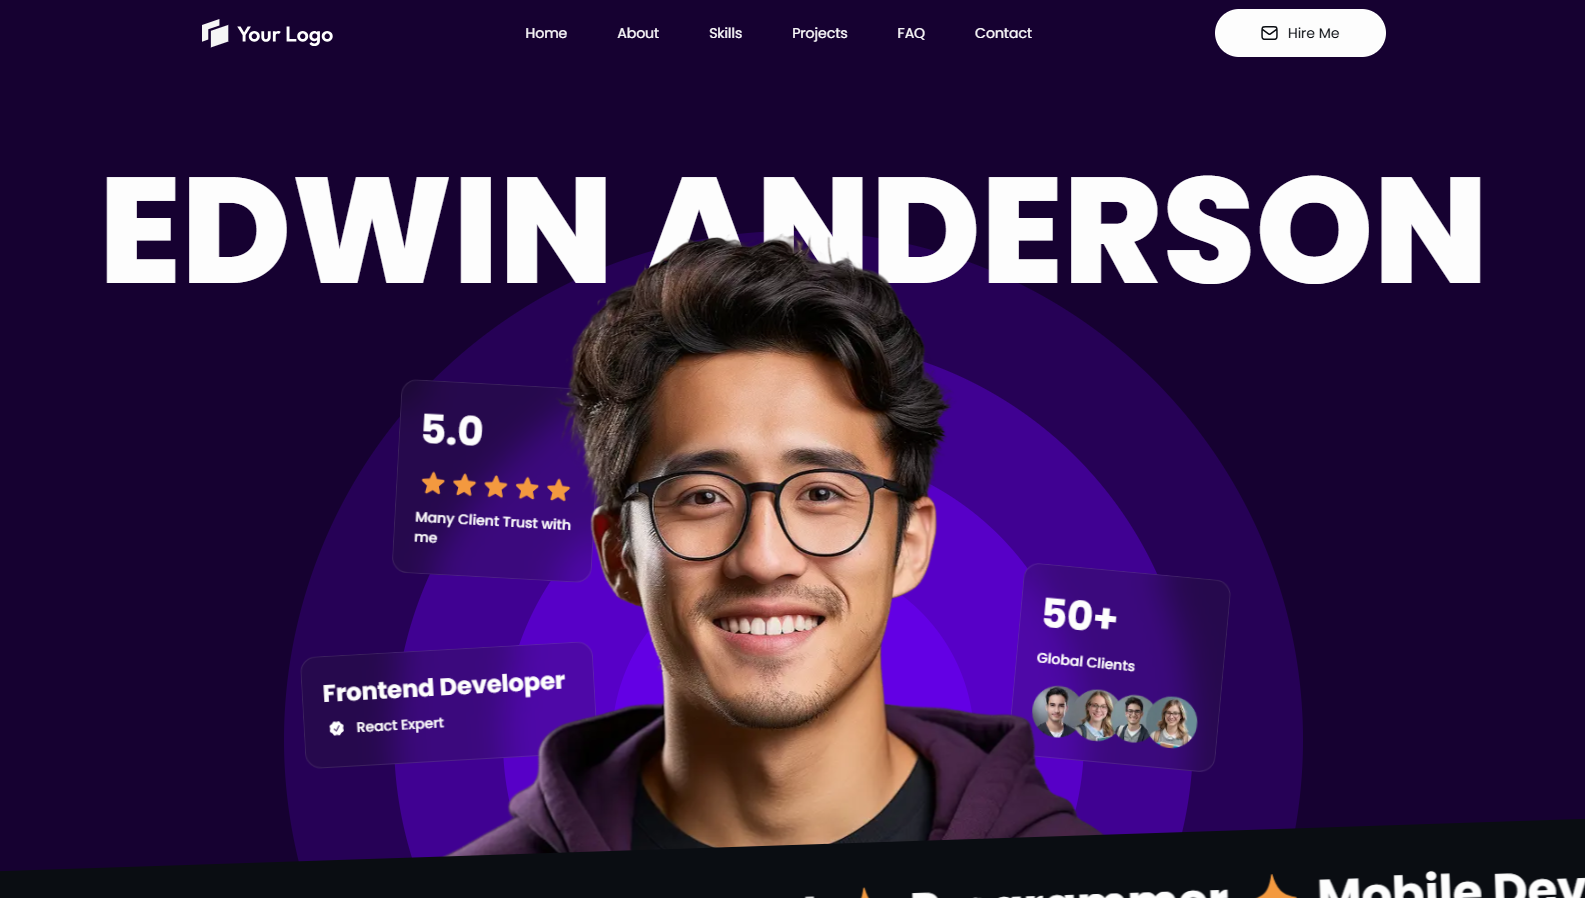 Your Logo
Home
About
Skills
Projects
FAQ
Contact
Hire Me
EDWIN ANDERSON
5.0
Many Client Trust with
me
Frontend Developer
React Expert
50+
Global Clients
Programmer
Mobile Dev